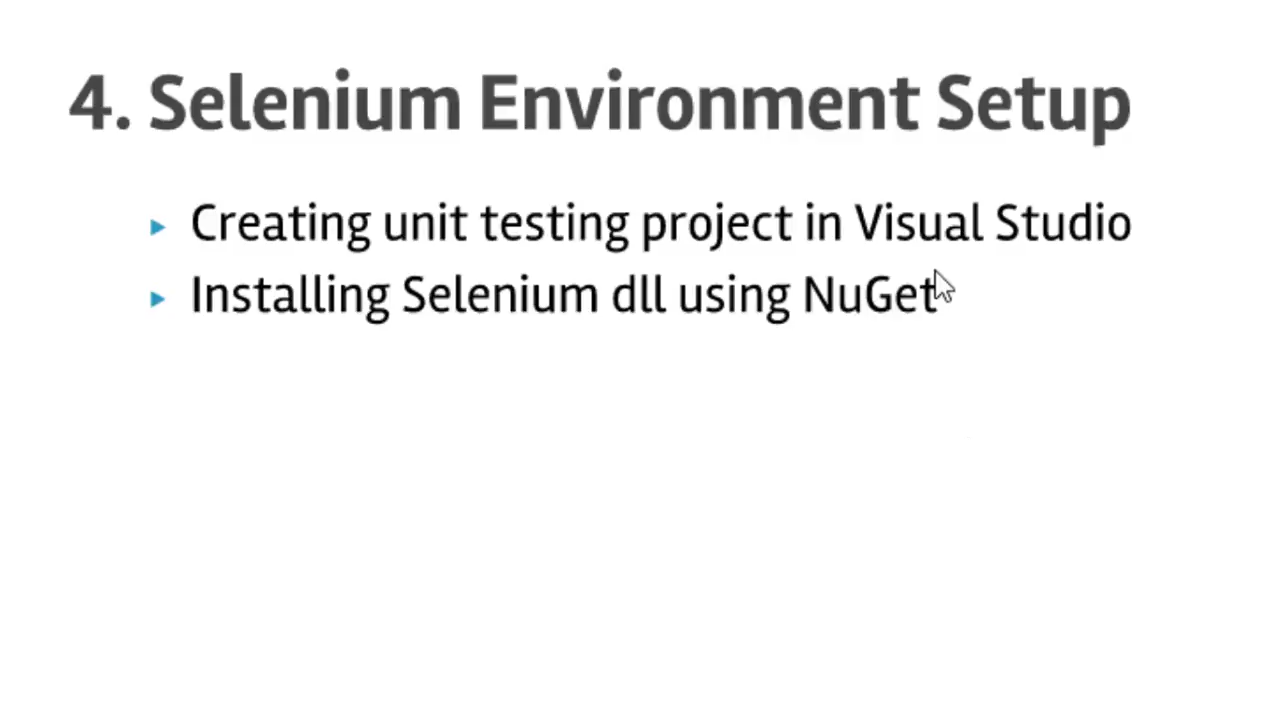 4. Selenium Environment Setup
Creating unit testing project in Visual Studio
Installing Selenium dll using NuGet